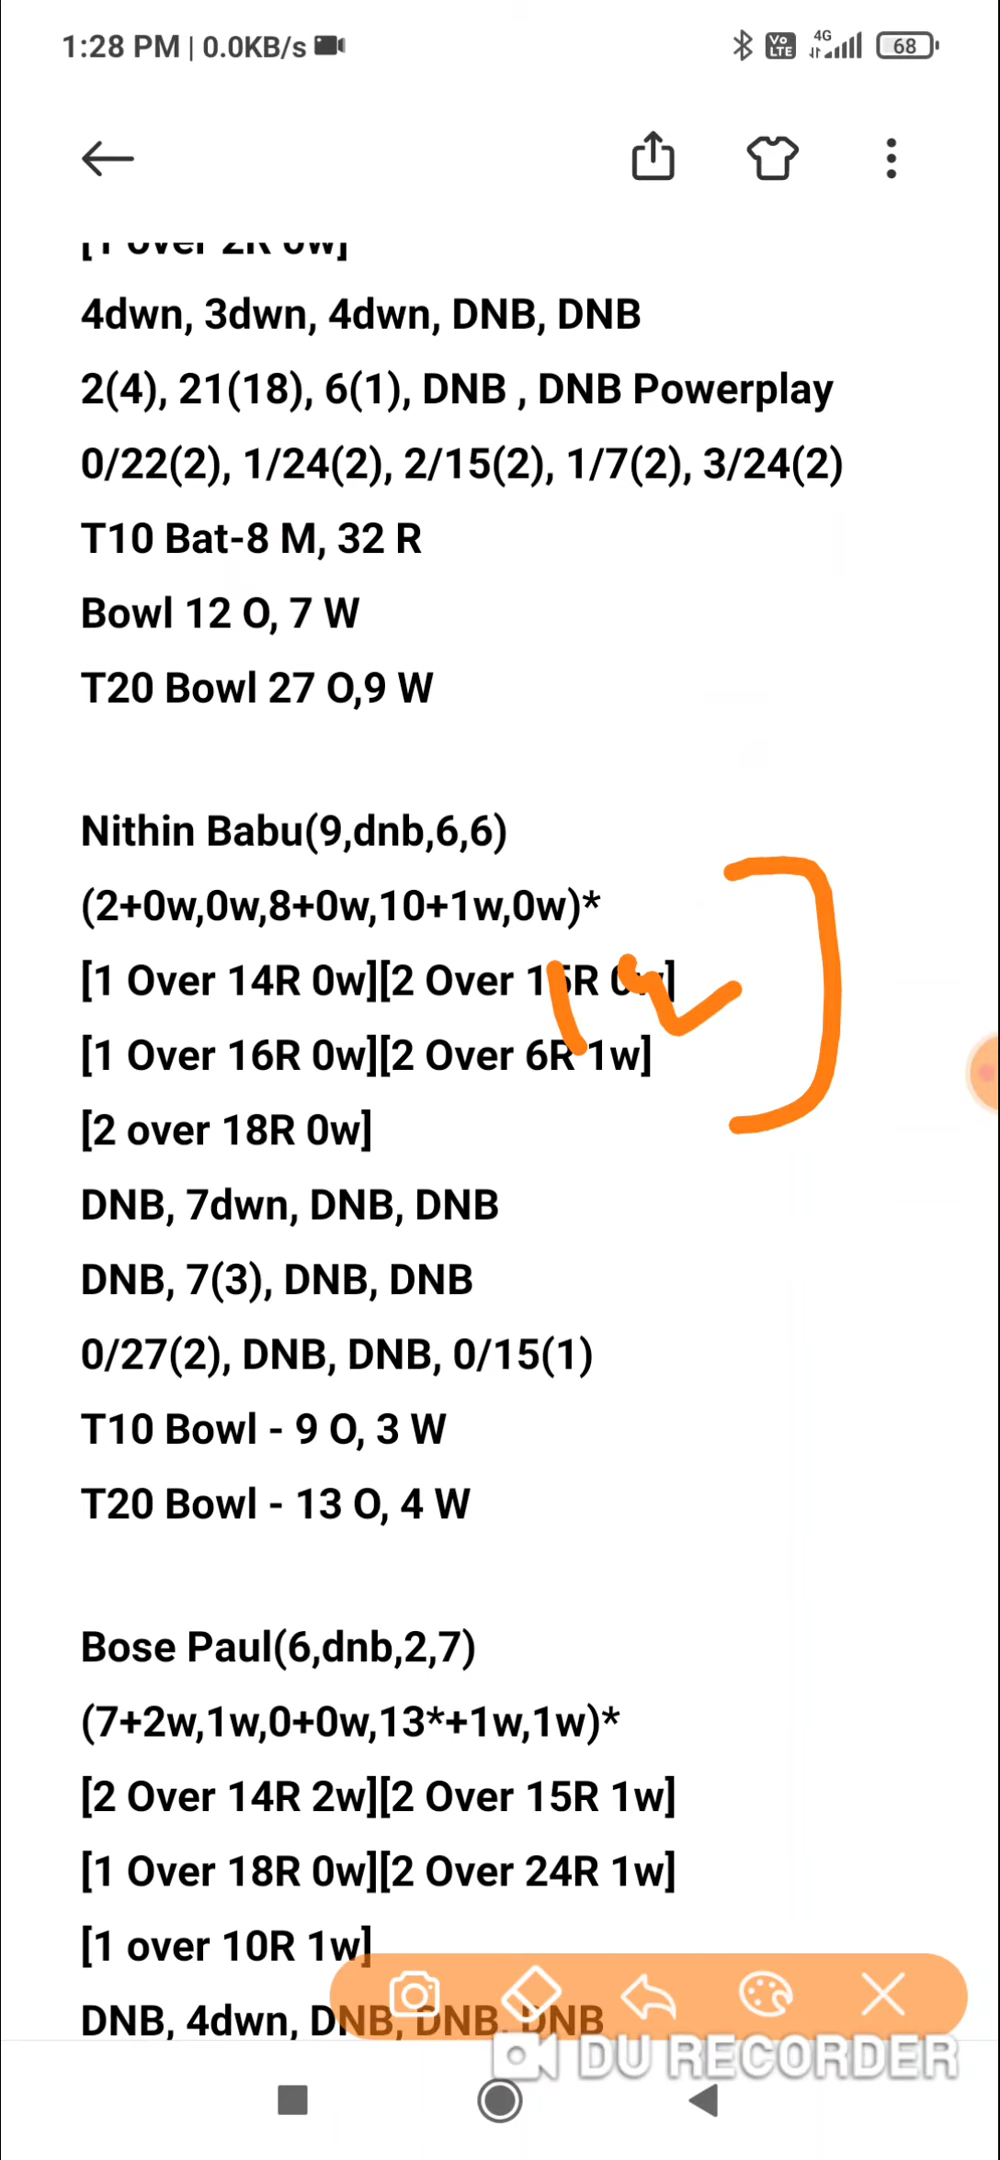 1:28 PM | 0.0KB/s Vo LTE 4G 68
4dwn, 3dwn, 4dwn, DNB, DNB
2(4), 21(18), 6(1), DNB , DNB Powerplay
0/22(2), 1/24(2), 2/15(2), 1/7(2), 3/24(2)
T10 Bat-8 M, 32 R
Bowl 12 O, 7 W
T20 Bowl 27 O,9 W
Nithin Babu(9,dnb,6,6)
(2+0w,0w,8+0w,10+1w,0w)*
[1 Over 14R 0w][2 Over 15R 0w]
[1 Over 16R 0w][2 Over 6R 1w]
[2 over 18R 0w]
DNB, 7dwn, DNB, DNB
DNB, 7(3), DNB, DNB
0/27(2), DNB, DNB, 0/15(1)
T10 Bowl - 9 O, 3 W
T20 Bowl - 13 O, 4 W
Bose Paul(6,dnb,2,7)
(7+2w,1w,0+0w,13*+1w,1w)*
[2 Over 14R 2w][2 Over 15R 1w]
[1 Over 18R 0w][2 Over 24R 1w]
[1 over 10R 1w]
DNB, 4dwn, DNB, DNB, DNB
DU RECORDER